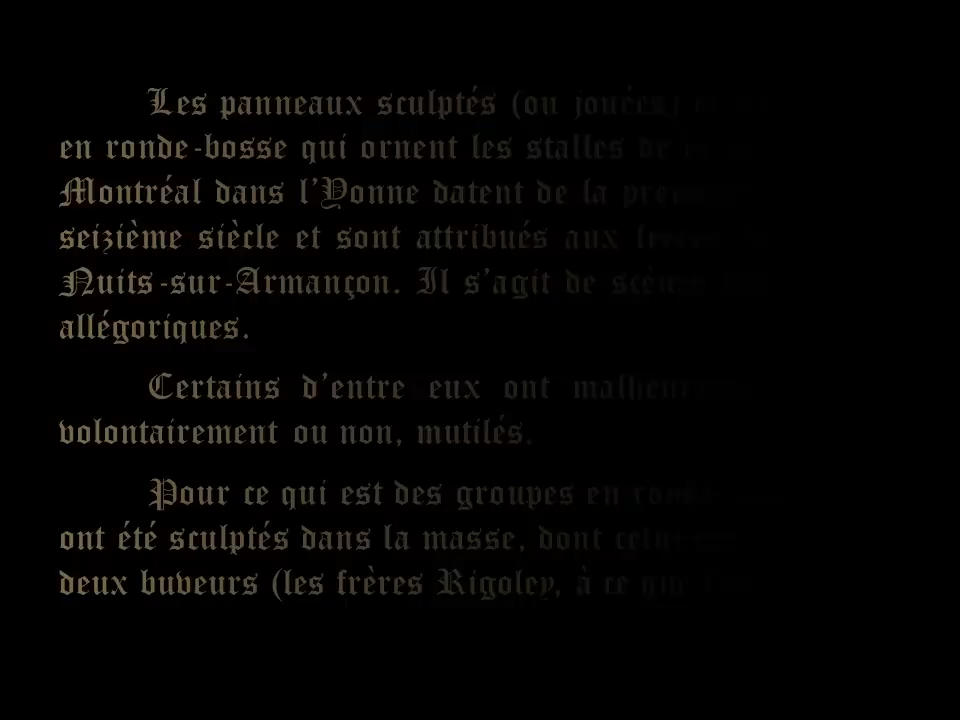 Les panneaux sculptés (ou jouées)
en ronde-bosse qui ornent les stalles de
Montréal dans l'Yonne datent de la
seizième siècle et sont attribués aux
Nuits-sur-Armançon. Il s'agit de scènes
allégoriques.
Certains d'entre eux ont
volontairement ou non, mutilés.
Pour ce qui est des groupes en
ont été sculptés dans la masse, dont
deux buveurs (les frères Rigoley, à ce que